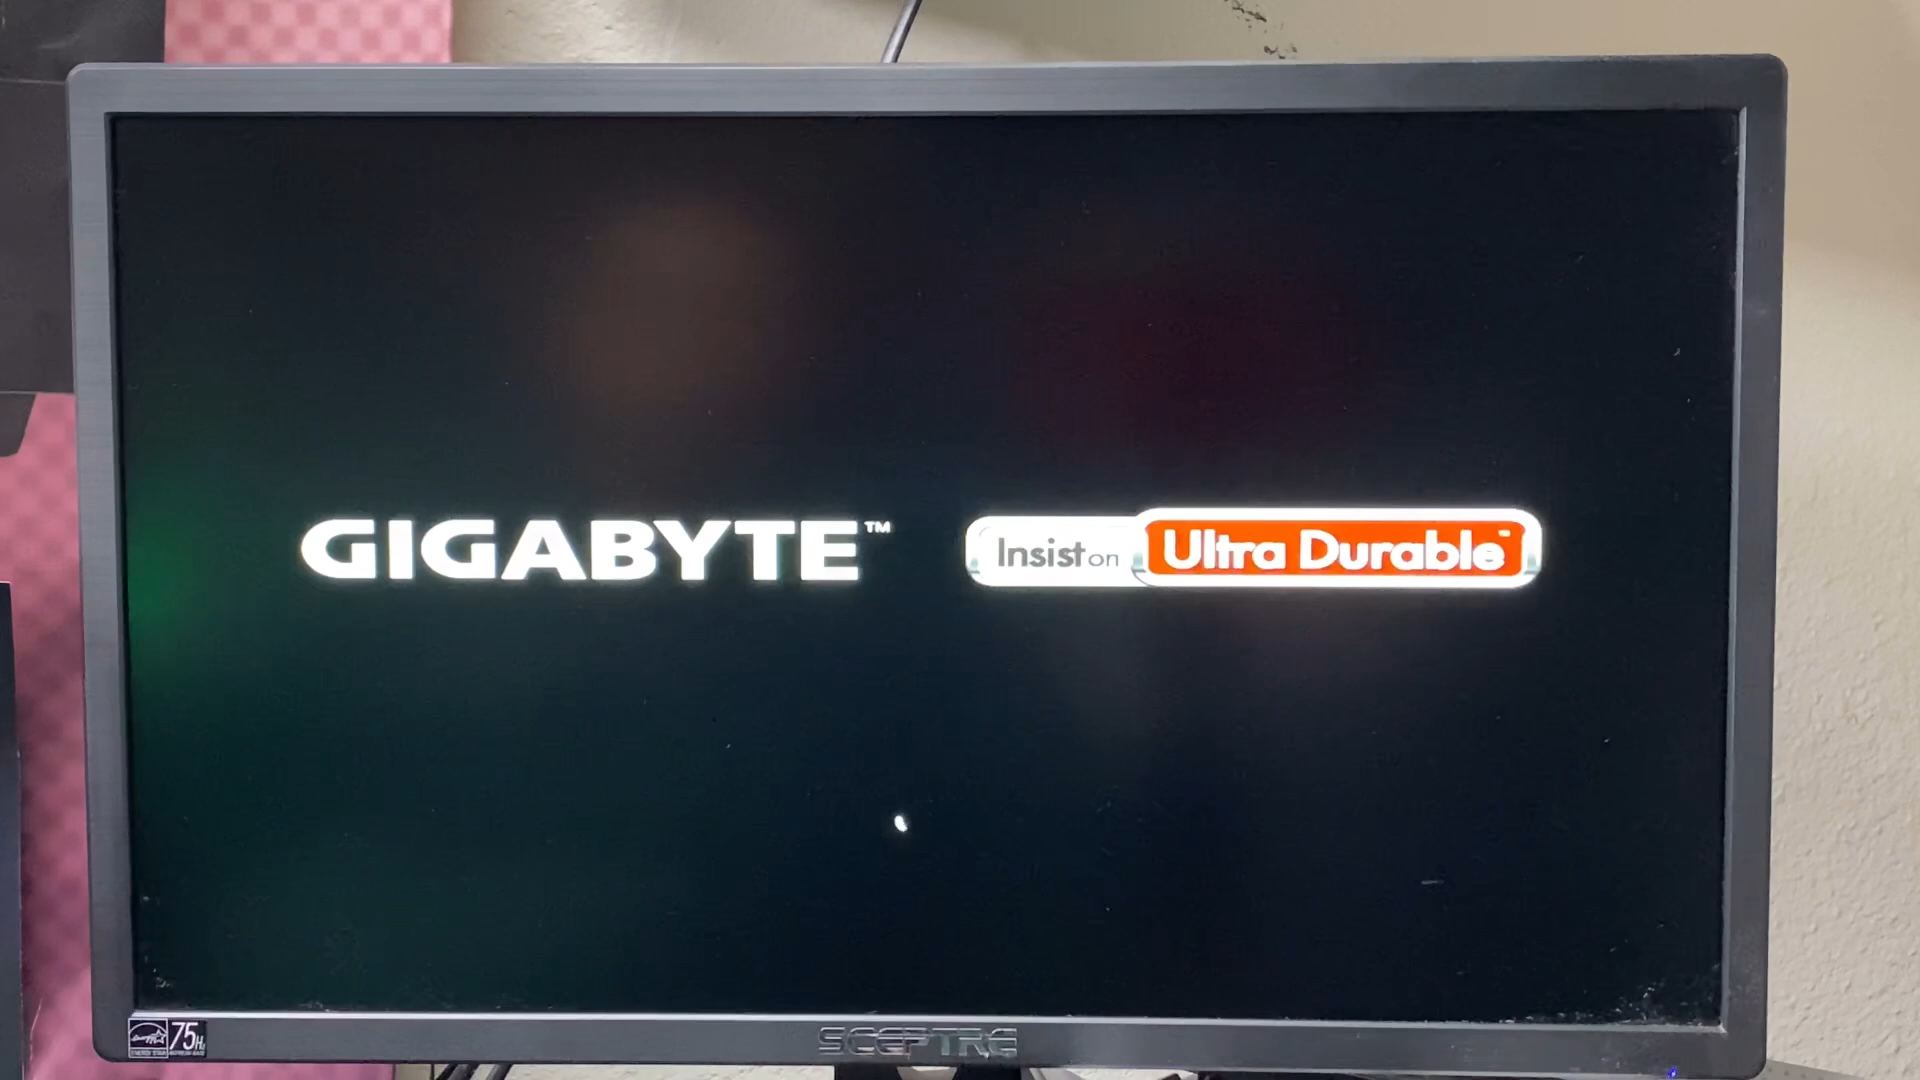 GIGABYTE™
Insist on Ultra Durable™
75Hz
SCEPTRE